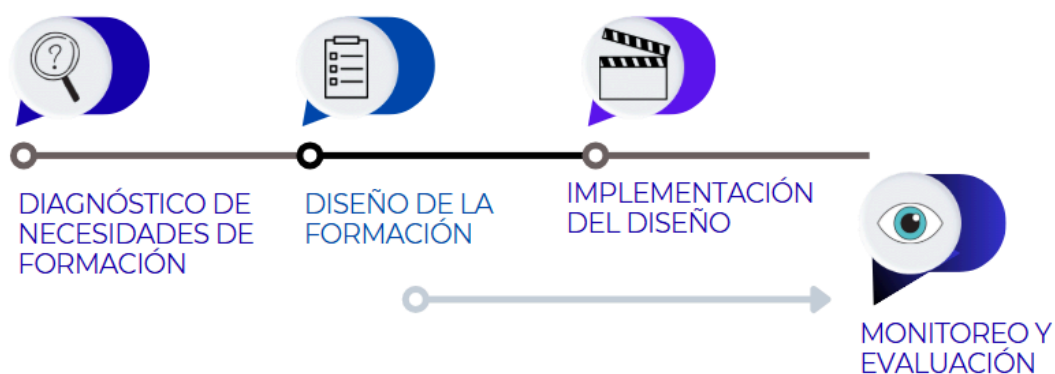 DIAGNÓSTICO DE
NECESIDADES DE
FORMACIÓN
DISEÑO DE LA
FORMACIÓN
IMPLEMENTACIÓN
DEL DISEÑO
?
MONITOREO Y
EVALUACIÓN